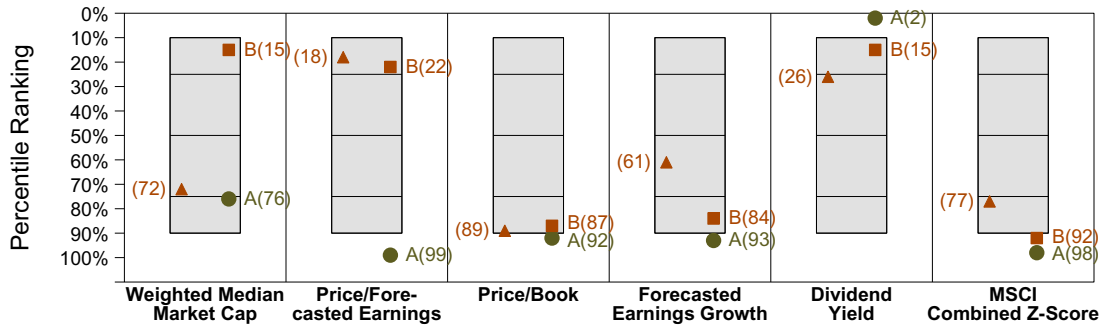 Percentile Ranking
0%
10%
20%
30%
40%
50%
60%
70%
80%
90%
100%
B(15)
(72)
A(76)
(18)
B(22)
A(99)
(89)
B(87)
A(92)
(61)
B(84)
A(93)
A(2)
B(15)
(26)
(77)
B(92)
A(98)
Weighted Median
Market Cap
Price/Fore-
casted Earnings
Price/Book
Forecasted
Earnings Growth
Dividend
Yield
MSCI
Combined Z-Score